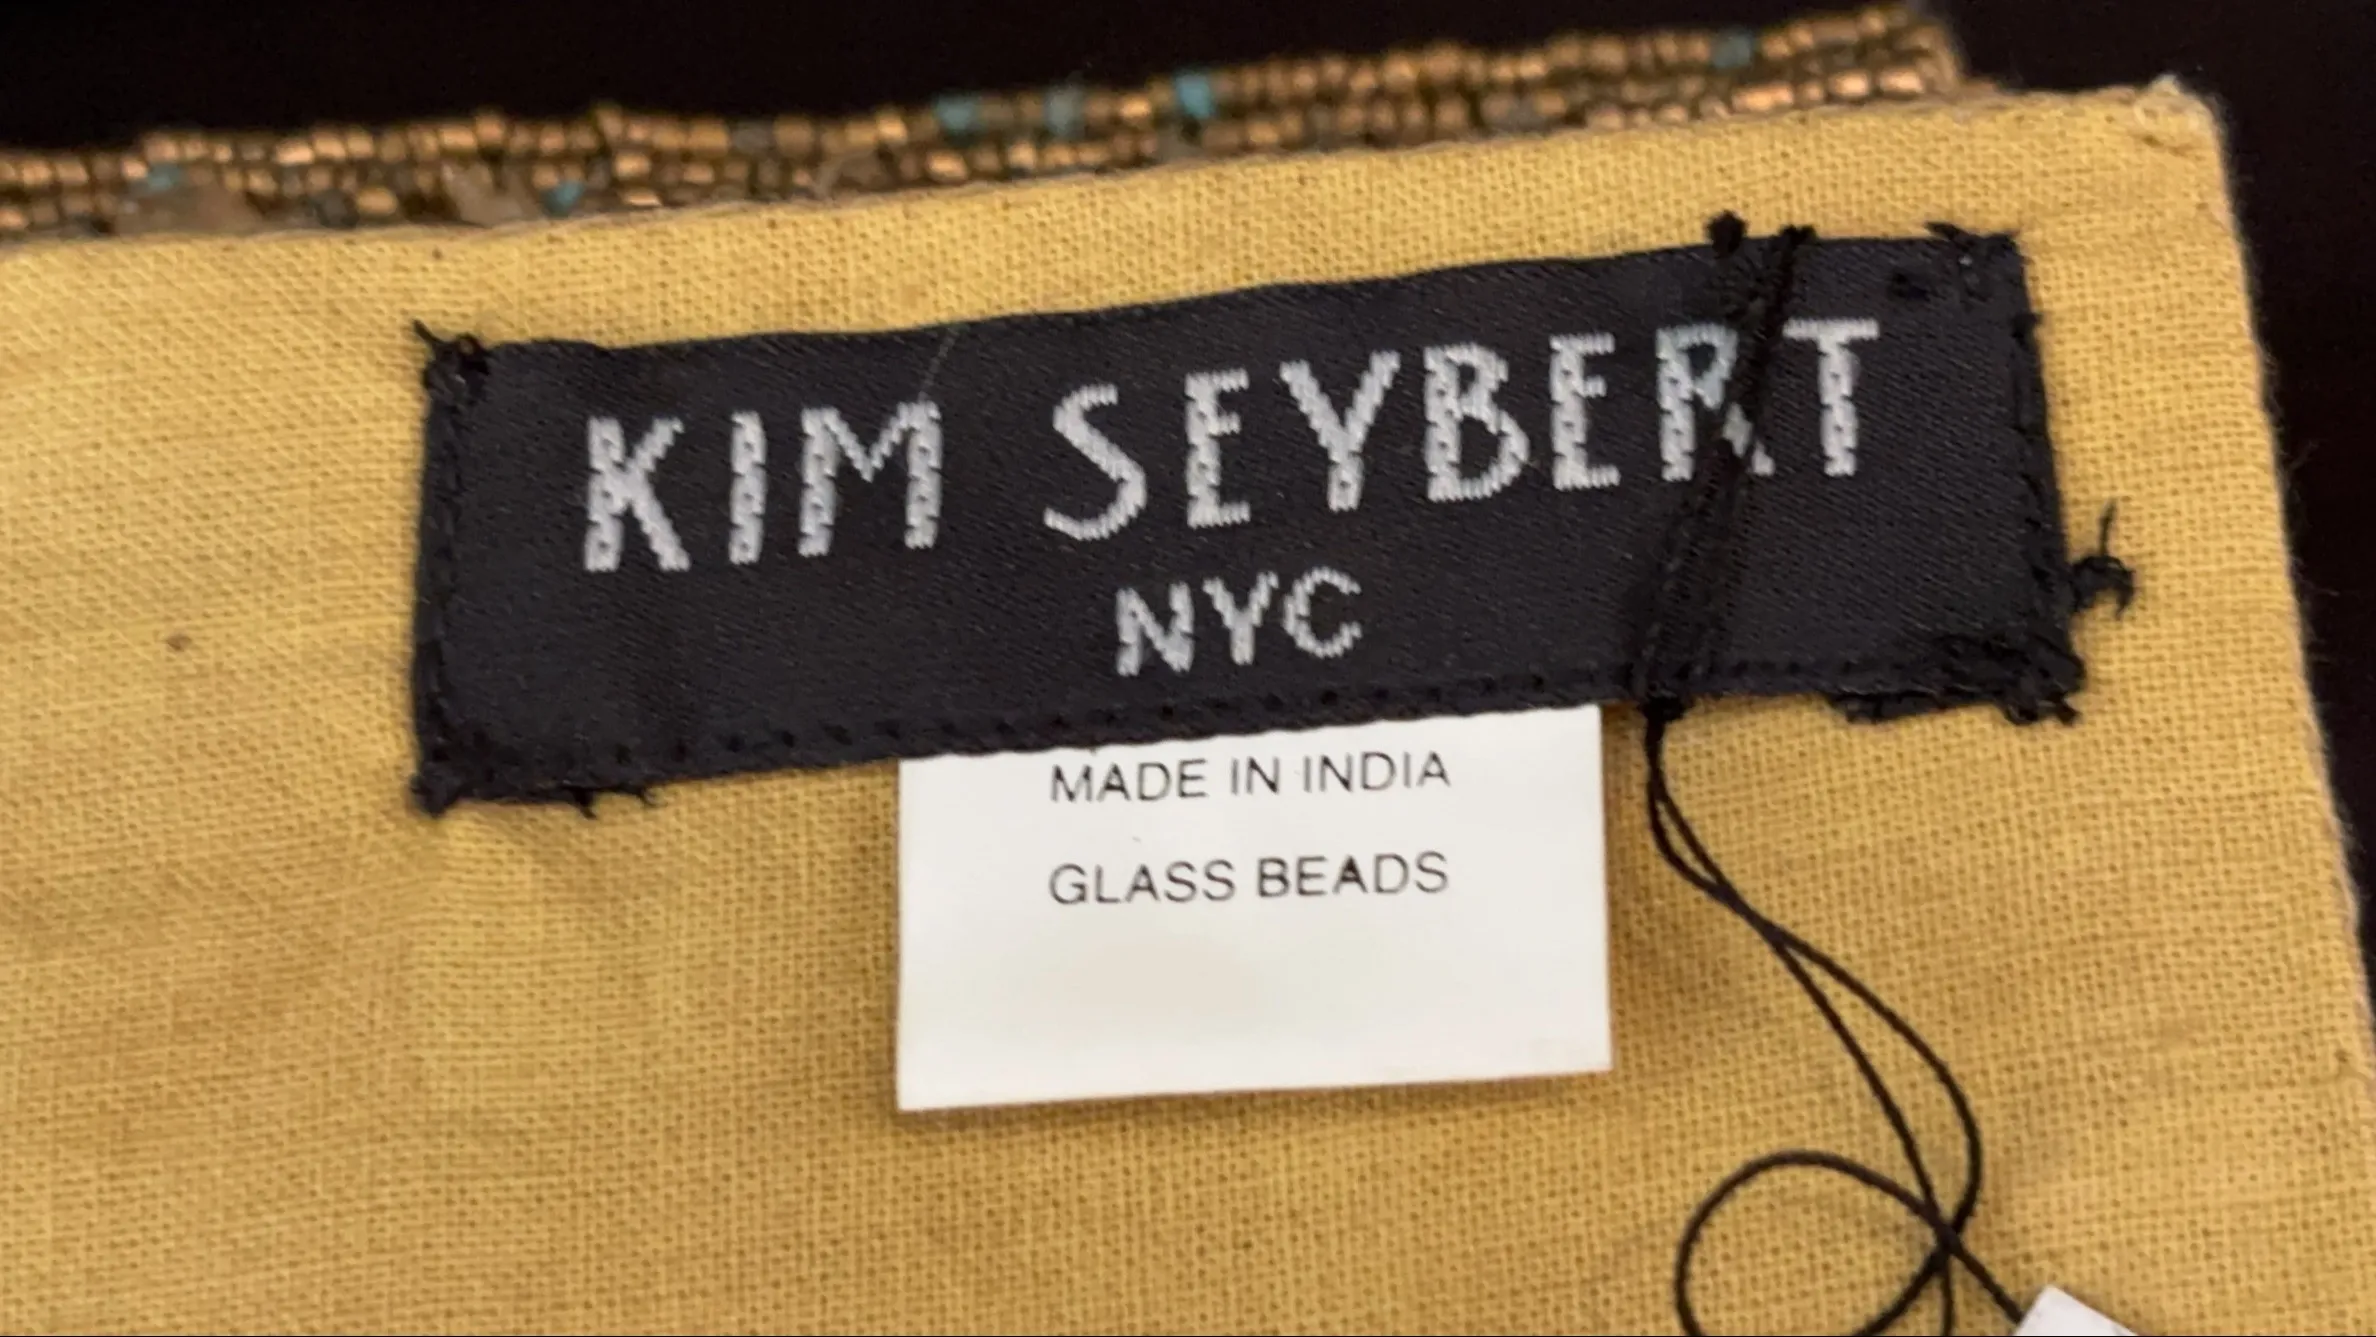 KIM SEYBERT
NYC
MADE IN INDIA
GLASS BEADS